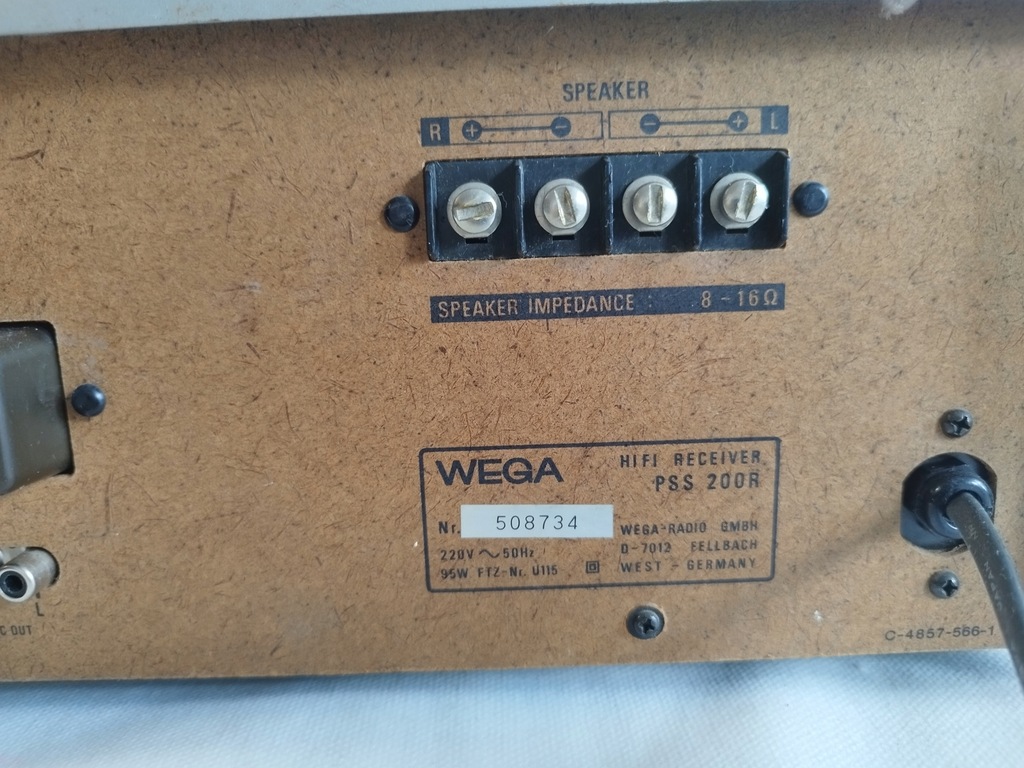 SPEAKER
R + − − + L
SPEAKER IMPEDANCE : 8 - 16Ω
WEGA
HIFI RECEIVER
PSS 200R
Nr. 508734
220V ~ 50Hz
95W FTZ-Nr. U115
WEGA-RADIO GMBH
D-7012 FELLBACH
WEST - GERMANY
L
C OUT
C-4857-566-1